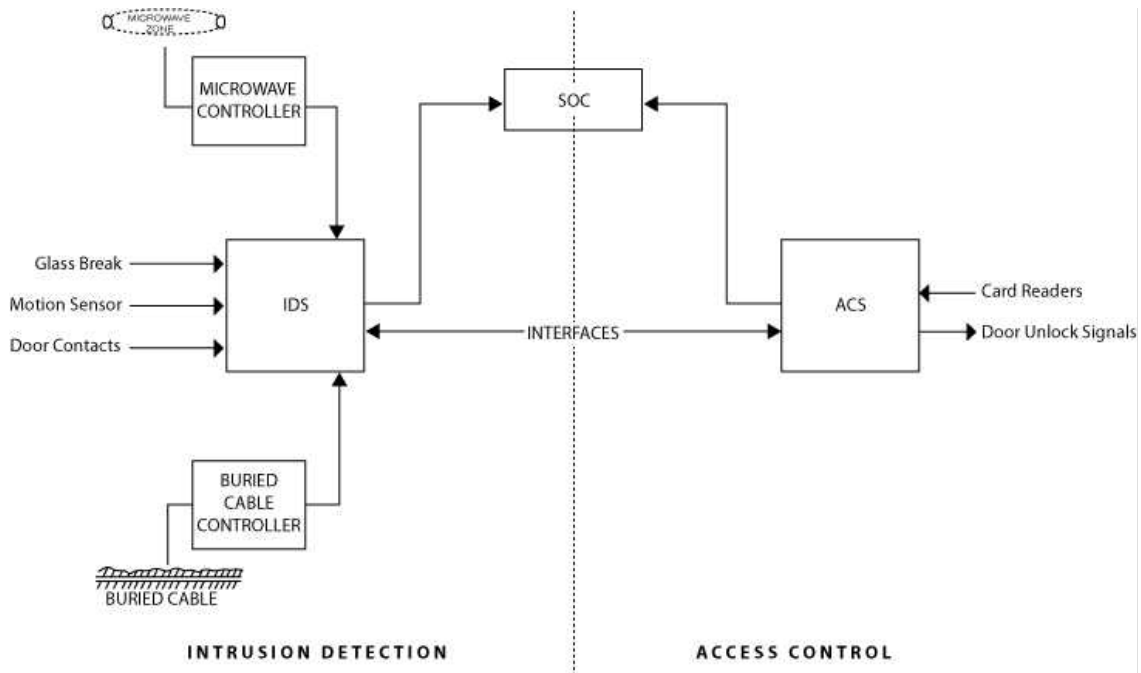 MICROWAVE
ZONE
MICROWAVE
CONTROLLER
SOC
Glass Break
Motion Sensor
Door Contacts
IDS
INTERFACES
ACS
Card Readers
Door Unlock Signals
BURIED
CABLE
CONTROLLER
BURIED CABLE
INTRUSION DETECTION
ACCESS CONTROL